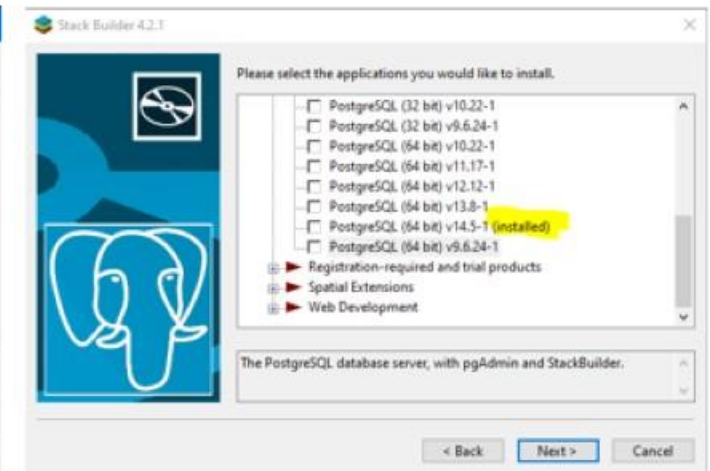 Stack Builder 4.2.1
Please select the applications you would like to install.
PostgreSQL (32 bit) v10.22-1
PostgreSQL (32 bit) v9.6.24-1
PostgreSQL (64 bit) v10.22-1
PostgreSQL (64 bit) v11.17-1
PostgreSQL (64 bit) v12.12-1
PostgreSQL (64 bit) v13.8-1
PostgreSQL (64 bit) v14.5-1 (installed)
PostgreSQL (64 bit) v9.6.24-1
Registration-required and trial products
Spatial Extensions
Web Development
The PostgreSQL database server, with pgAdmin and StackBuilder.
< Back Next > Cancel